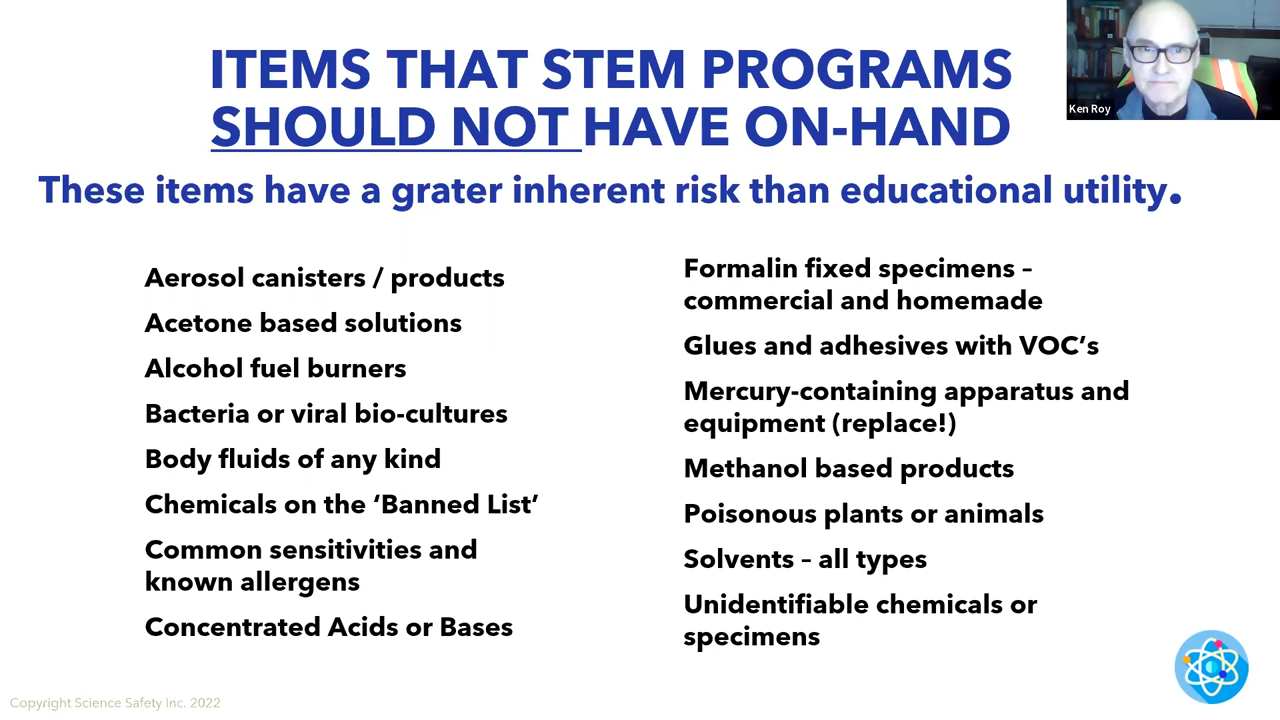 ITEMS THAT STEM PROGRAMS
SHOULD NOT HAVE ON-HAND
These items have a grater inherent risk than educational utility.
Ken Roy
Aerosol canisters / products
Acetone based solutions
Alcohol fuel burners
Bacteria or viral bio-cultures
Body fluids of any kind
Chemicals on the ‘Banned List’
Common sensitivities and
known allergens
Concentrated Acids or Bases
Formalin fixed specimens –
commercial and homemade
Glues and adhesives with VOC’s
Mercury-containing apparatus and
equipment (replace!)
Methanol based products
Poisonous plants or animals
Solvents – all types
Unidentifiable chemicals or
specimens
Copyright Science Safety Inc. 2022